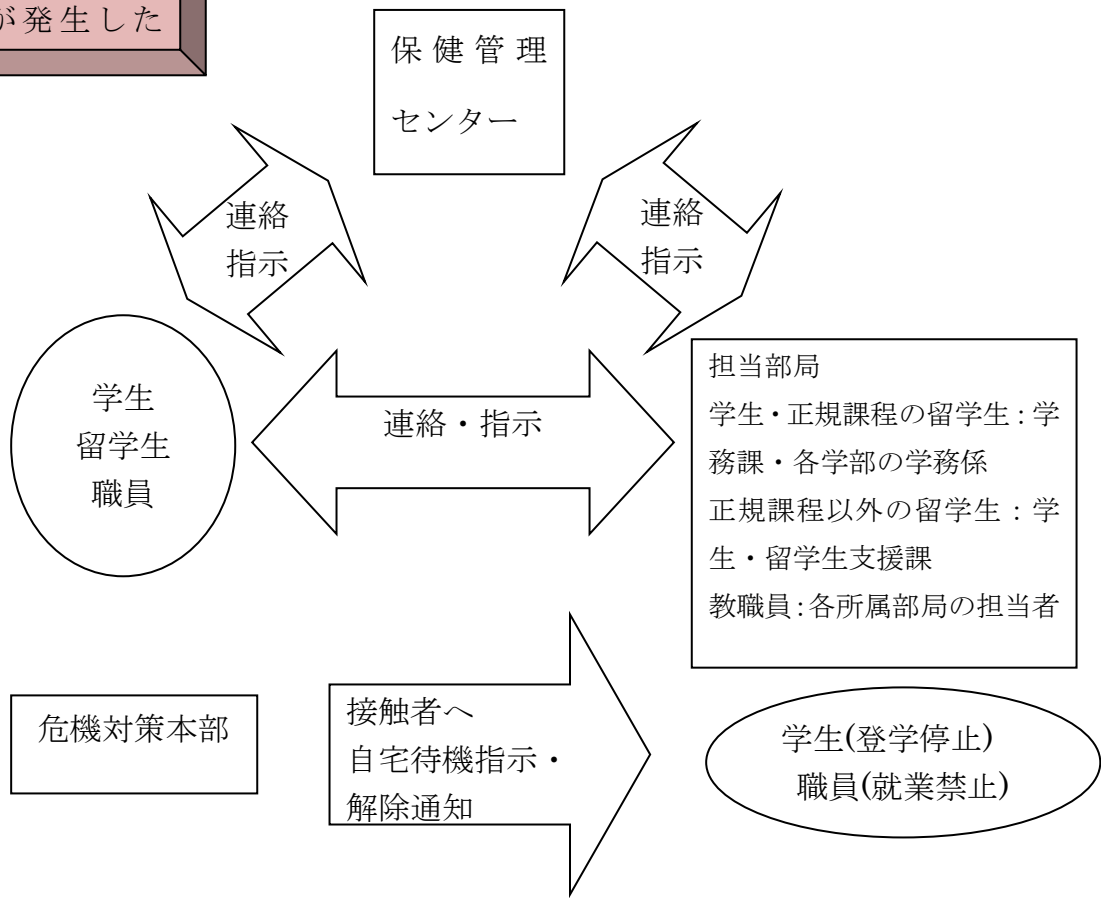 が発生した
保健管理
センター
連絡
指示
連絡
指示
学生
留学生
職員
連絡・指示
担当部局
学生・正規課程の留学生:学
務課・各学部の学務係
正規課程以外の留学生:学
生・留学生支援課
教職員:各所属部局の担当者
危機対策本部
接触者へ
自宅待機指示・
解除通知
学生(登学停止)
職員(就業禁止)